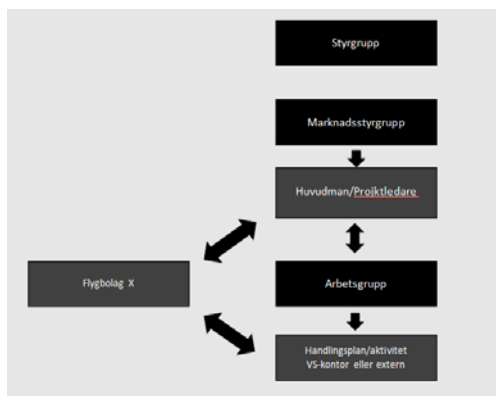 Styrgrupp
Marknadsstyrgrupp
Huvudman/Projktledare
Flygbolag X
Arbetsgrupp
Handlingsplan/aktivitet
VS-kontor eller extern